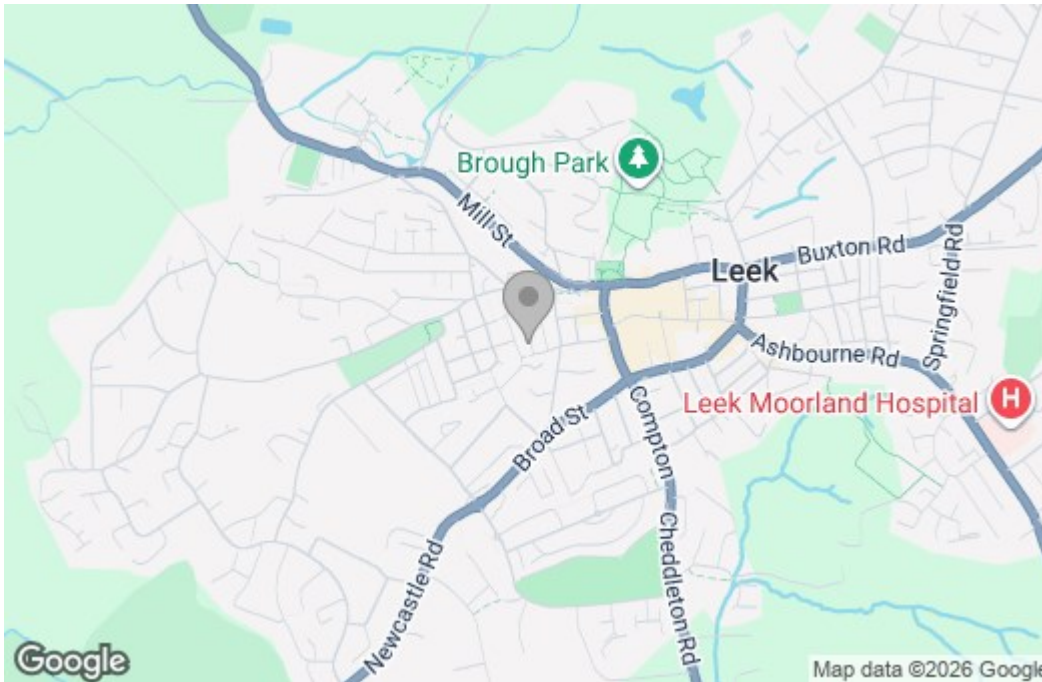 Brough Park
Mill St
Buxton Rd
Leek
Springfield Rd
Ashbourne Rd
Leek Moorland Hospital
H
Compton
Broad St
Cheddleton Rd
Newcastle Rd
Google
Map data ©2026 Google